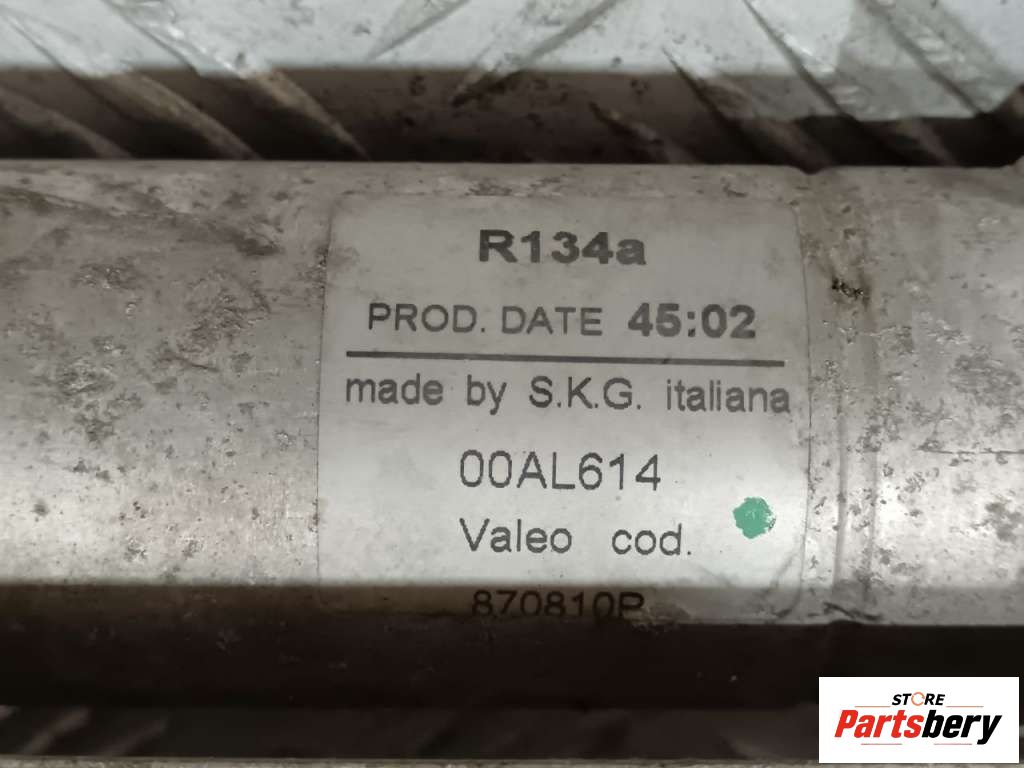 R134a
PROD. DATE 45:02
made by S.K.G. italiana
00AL614
Valeo cod.
870810P
STORE
Partsbery